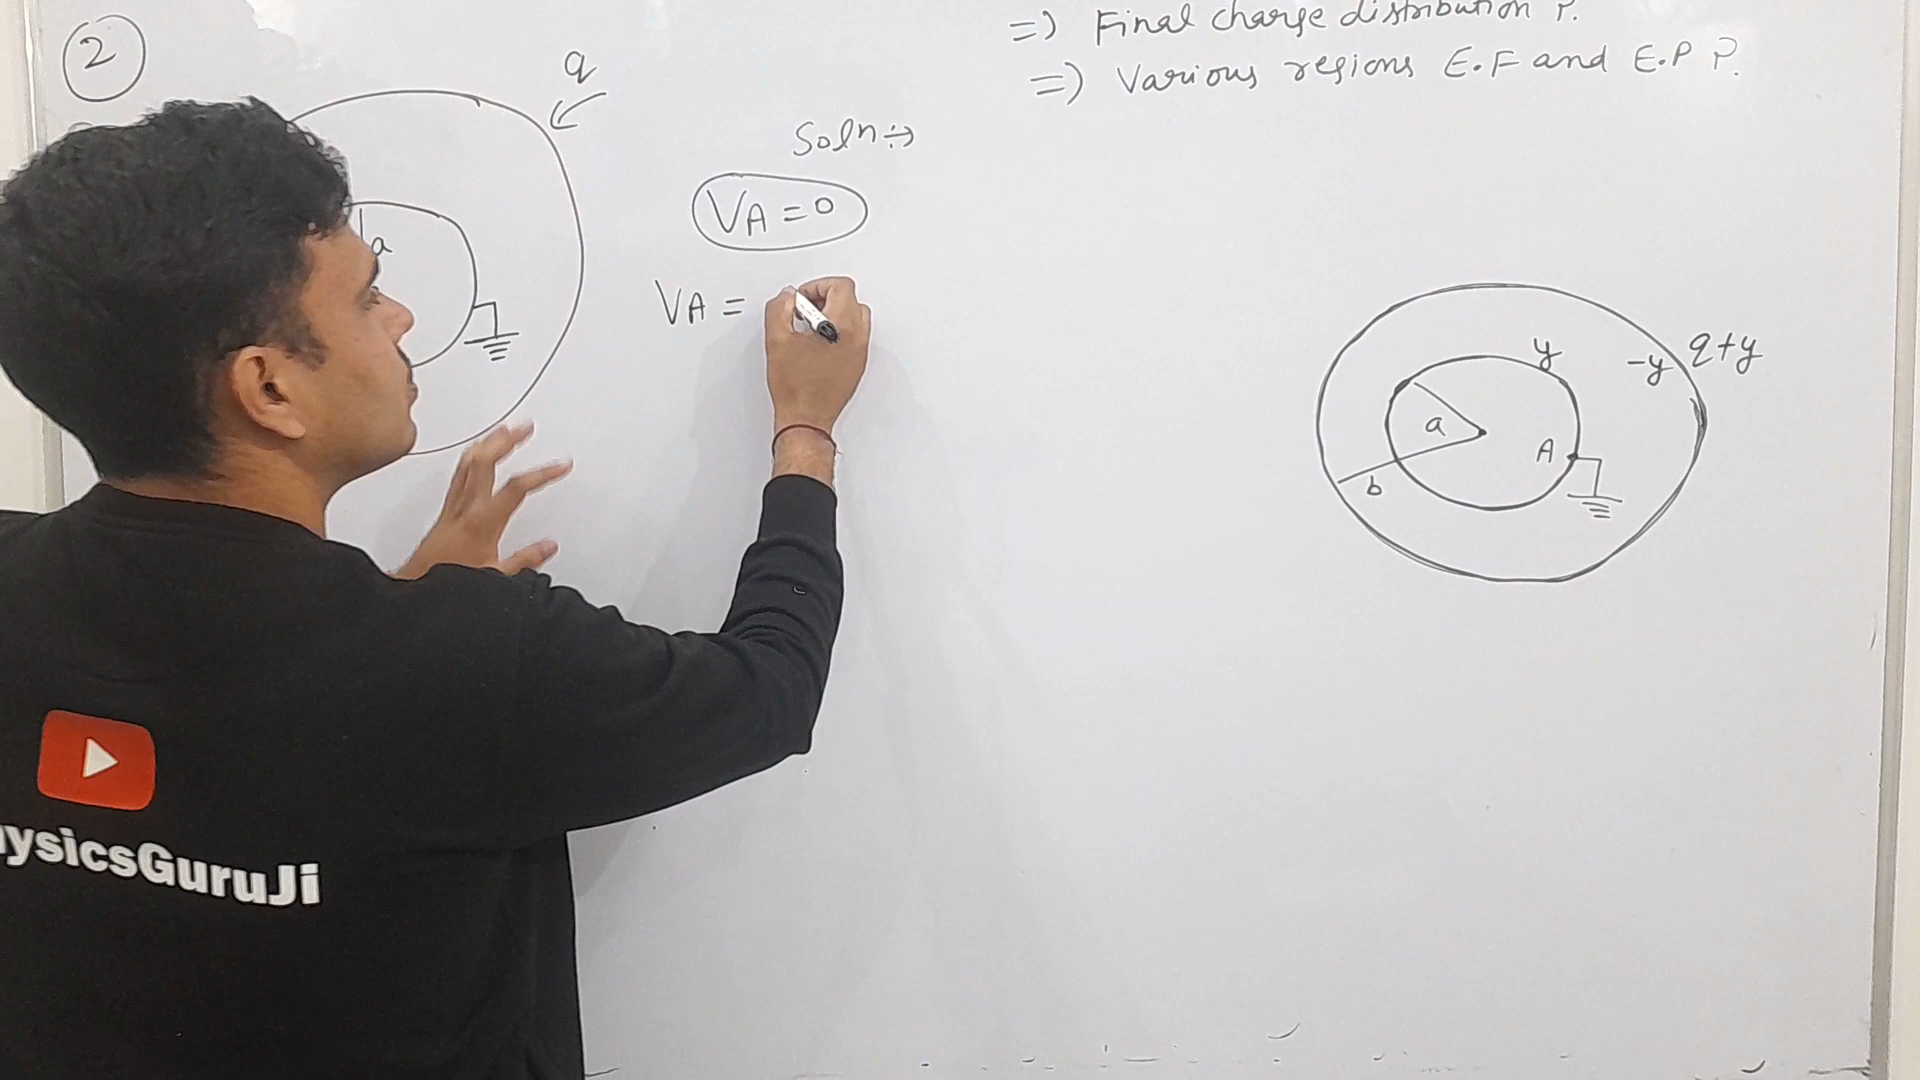 2
=) Final charge distribution ?.
=) Various regions E.F and E.P ?.
q
Soln ÷→
VA = 0
a
VA =
y
-y
q+y
a
A
b
ysicsGuruJi